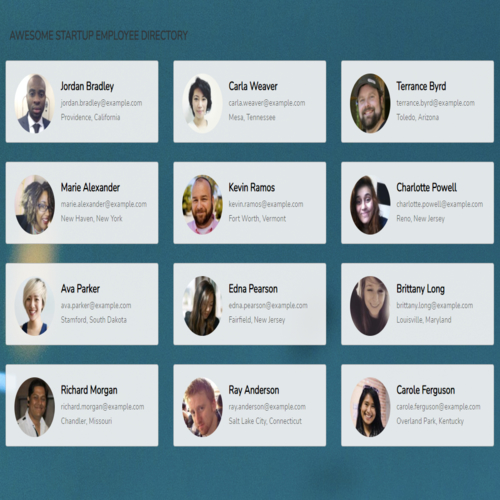 AWESOME STARTUP EMPLOYEE DIRECTORY
Jordan Bradley
jordan.bradley@example.com
Providence, California
Carla Weaver
carla.weaver@example.com
Mesa, Tennessee
Terrance Byrd
terrance.byrd@example.com
Toledo, Arizona
Marie Alexander
marie.alexander@example.com
New Haven, New York
Kevin Ramos
kevin.ramos@example.com
Fort Worth, Vermont
Charlotte Powell
charlotte.powell@example.com
Reno, New Jersey
Ava Parker
ava.parker@example.com
Stamford, South Dakota
Edna Pearson
edna.pearson@example.com
Fairfield, New Jersey
Brittany Long
brittany.long@example.com
Louisville, Maryland
Richard Morgan
richard.morgan@example.com
Chandler, Missouri
Ray Anderson
ray.anderson@example.com
Salt Lake City, Connecticut
Carole Ferguson
carole.ferguson@example.com
Overland Park, Kentucky